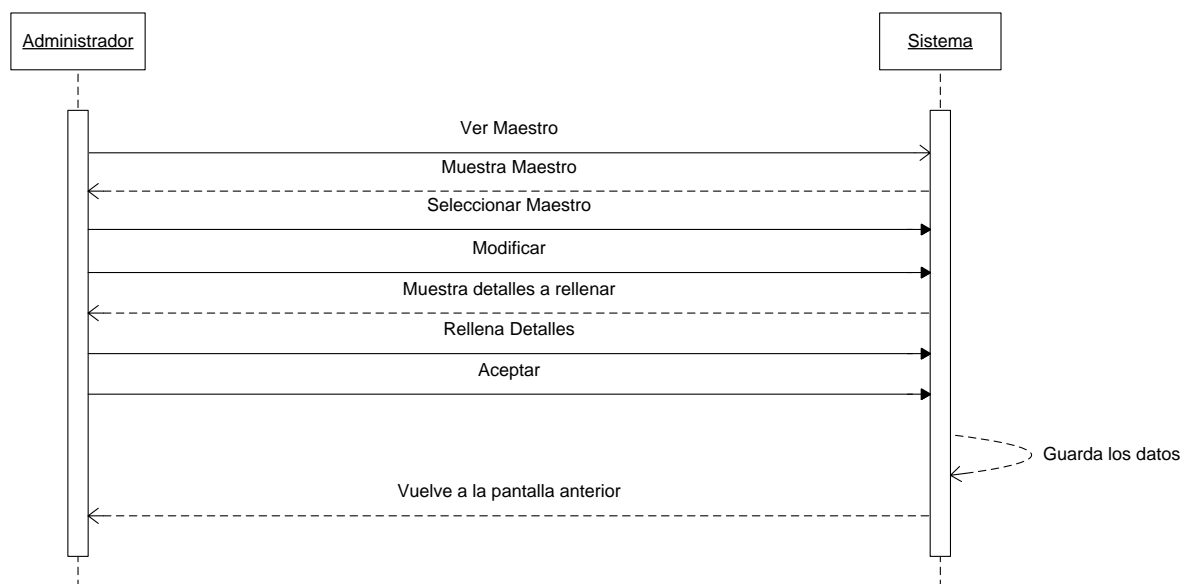 Administrador
Sistema
Ver Maestro
Muestra Maestro
Seleccionar Maestro
Modificar
Muestra detalles a rellenar
Rellena Detalles
Aceptar
Guarda los datos
Vuelve a la pantalla anterior